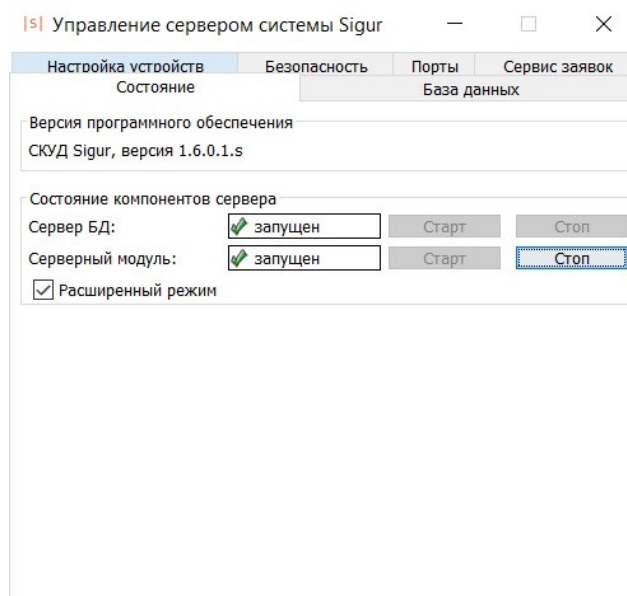 |s| Управление сервером системы Sigur
Настройка устройств Безопасность Порты Сервис заявок
Состояние База данных
Версия программного обеспечения
СКУД Sigur, версия 1.6.0.1.s
Состояние компонентов сервера
Сервер БД: запущен Старт Стоп
Серверный модуль: запущен Старт Стоп
Расширенный режим